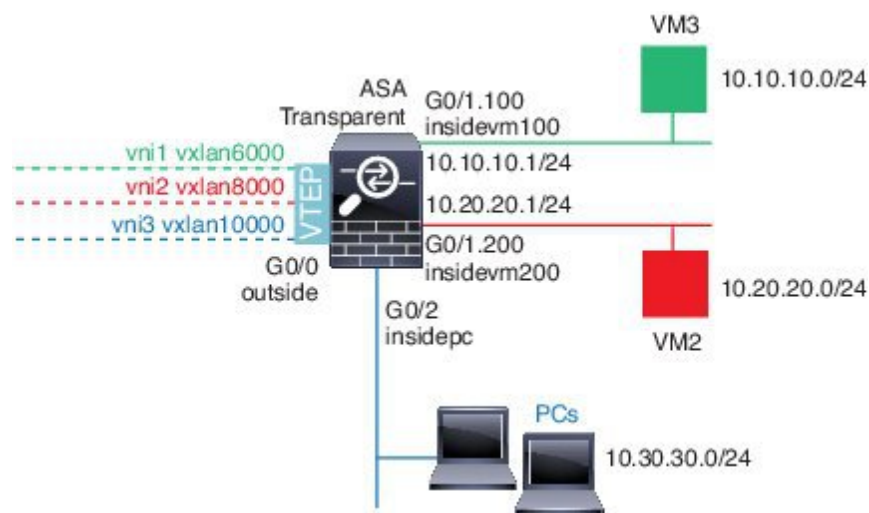 VM3
10.10.10.0/24
ASA
Transparent
G0/1.100
insidevm100
vni1 vxlan6000
vni2 vxlan8000
vni3 vxlan10000
VTEP
10.10.10.1/24
10.20.20.1/24
G0/1.200
insidevm200
G0/0
outside
10.20.20.0/24
VM2
G0/2
insidepc
PCs
10.30.30.0/24